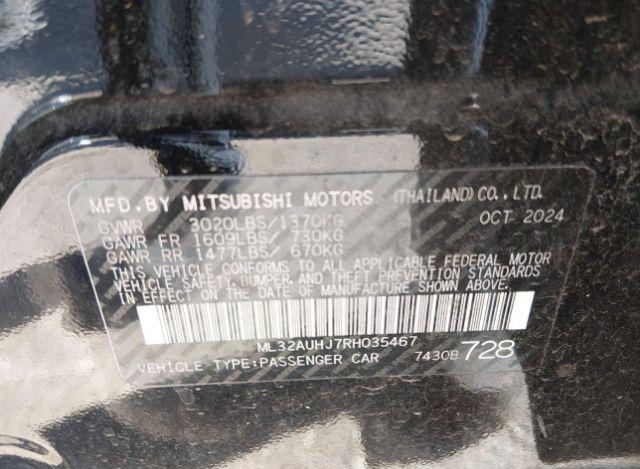 MFD.BY MITSUBISHI MOTORS (THAILAND)CO.,LTD.
GVWR 3020LBS/1370KG OCT 2024
GAWR FR 1609LBS/ 730KG
GAWR RR 1477LBS/ 670KG
THIS VEHICLE CONFORMS TO ALL APPLICABLE FEDERAL MOTOR
VEHICLE SAFETY, BUMPER, AND THEFT PREVENTION STANDARDS
IN EFFECT ON THE DATE OF MANUFACTURE SHOWN ABOVE.
ML32AUHJ7RH035467
VEHICLE TYPE:PASSENGER CAR 7430B 728